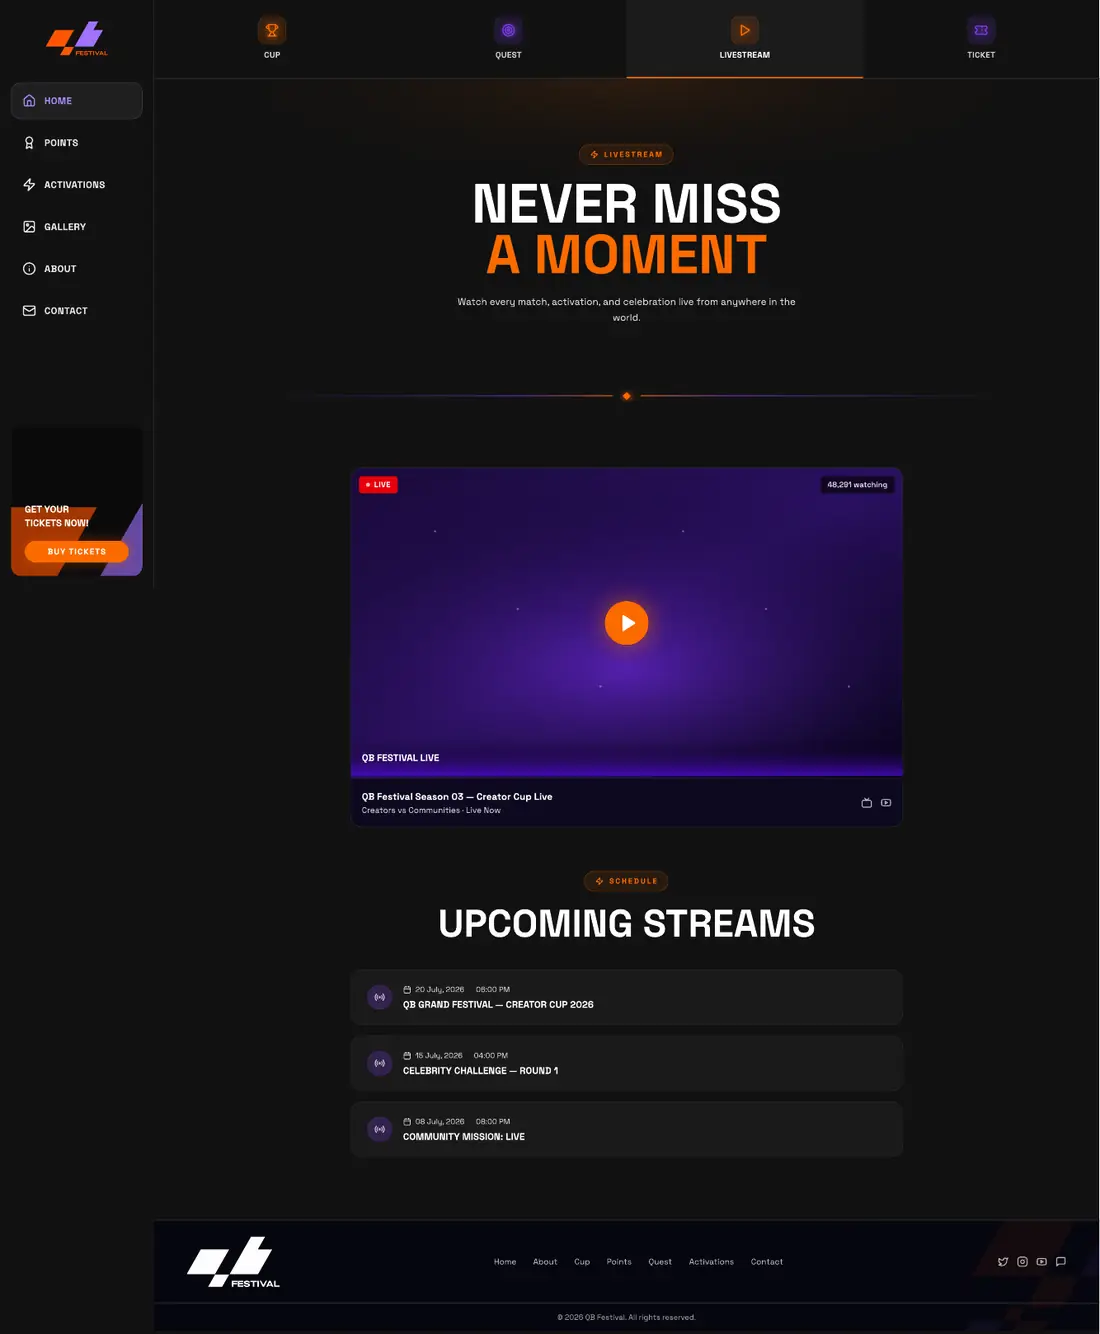 FESTIVAL
HOME
POINTS
ACTIVATIONS
GALLERY
ABOUT
CONTACT
GET YOUR
TICKETS NOW!
BUY TICKETS
CUP
QUEST
LIVESTREAM
TICKET
LIVESTREAM
NEVER MISS
A MOMENT
Watch every match, activation, and celebration live from anywhere in the
world.
LIVE
48,291 watching
QB FESTIVAL LIVE
QB Festival Season 03 — Creator Cup Live
Creators vs Communities · Live Now
SCHEDULE
UPCOMING STREAMS
20 July, 2026 06:00 PM
QB GRAND FESTIVAL — CREATOR CUP 2026
15 July, 2026 04:00 PM
CELEBRITY CHALLENGE — ROUND 1
08 July, 2026 08:00 PM
COMMUNITY MISSION: LIVE
FESTIVAL
Home About Cup Points Quest Activations Contact
© 2026 QB Festival. All rights reserved.